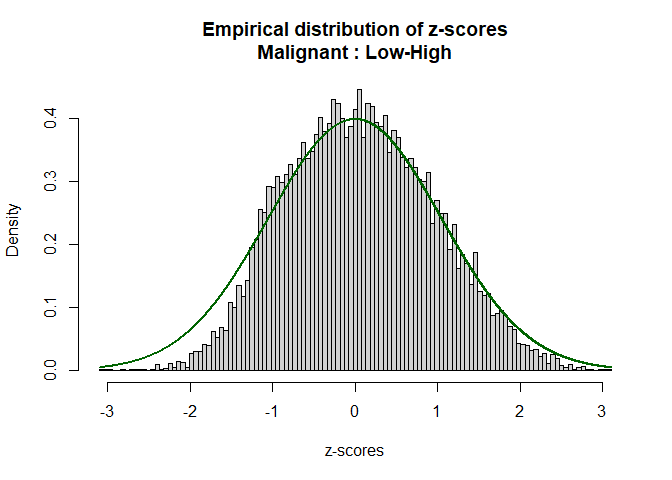 Empirical distribution of z-scores
Malignant : Low-High
Density
0.4
0.3
0.2
0.1
0.0
-3 -2 -1 0 1 2 3
z-scores